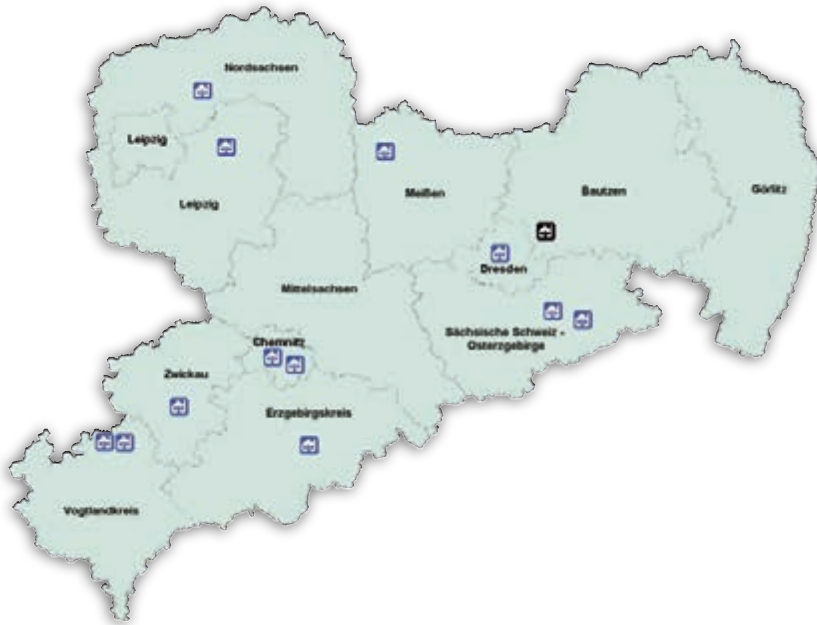 Nordsachsen
Leipzig
Leipzig
Meißen
Bautzen
Görlitz
Dresden
Mittelsachsen
Sächsische Schweiz -
Osterzgebirge
Chemnitz
Zwickau
Erzgebirgskreis
Vogtlandkreis